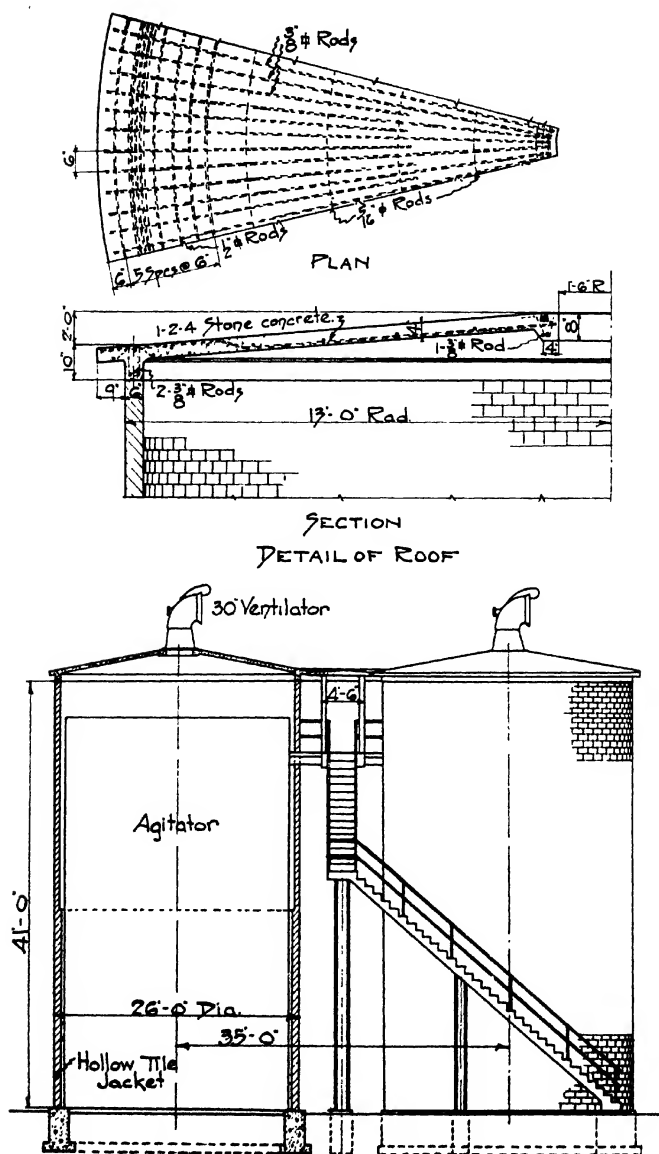 3/8" ϕ Rods
6"
3/16" ϕ Rods
1/2" ϕ Rods
6" 5 Spcs @ 6"
PLAN
1'-6" R
2'-0"
1-2-4 Stone concrete
4"
8"
10"
1-3/8" ϕ Rod
4"
9"
6"
2-3/8" ϕ Rods
13'-0" Rad.
SECTION
DETAIL OF ROOF
30" Ventilator
4'-6"
Agitator
41'-0"
26'-0" Dia.
35'-0"
Hollow Tile
Jacket